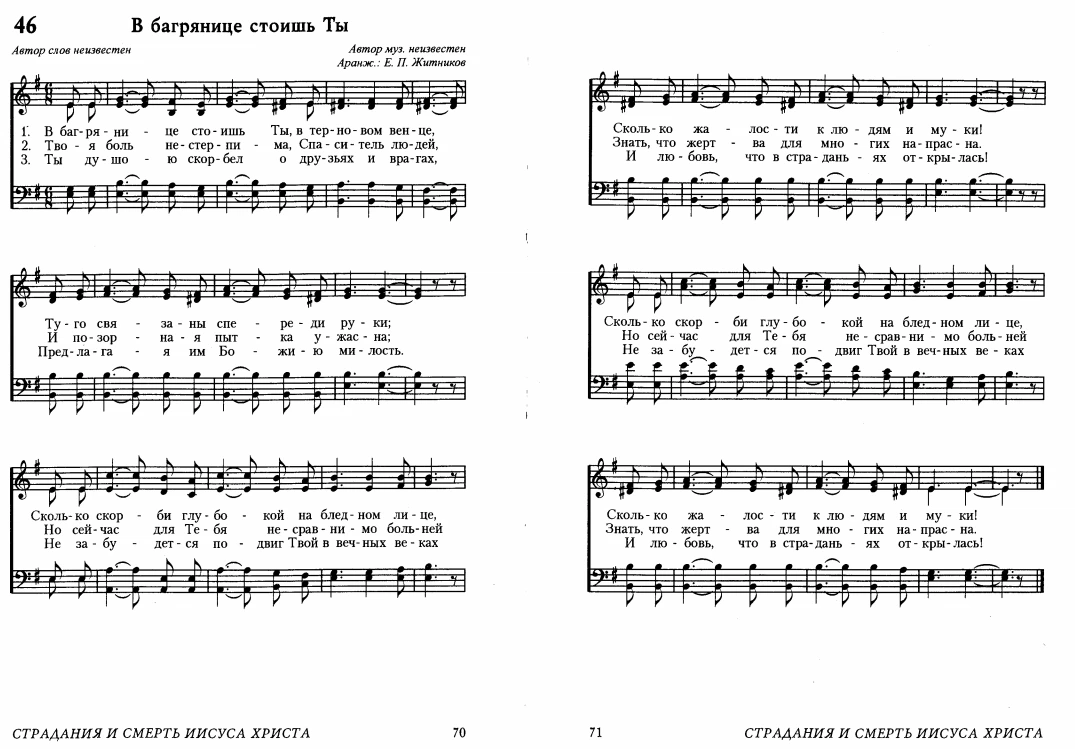 46 В багрянице стоишь Ты
Автор слов неизвестен Автор муз. неизвестен
Аранж.: Е. П. Житников
1. В баг-ря-ни - це сто-ишь Ты, в тер-но-вом вен-це,
2. Тво - я боль не-стер-пи - ма, Спа-си-тель лю-дей,
3. Ты ду-шо - ю скор-бел о дру-зьях и вра-гах,
Ту-го свя - за-ны спе - ре-ди ру-ки;
И по-зор - на-я пыт - ка у-жас-на;
Пред-ла-га - я им Бо - жи-ю ми-лость.
Сколь-ко скор - би глу-бо - кой на блед-ном ли-це,
Но сей-час для Те-бя не-срав-ни-мо боль-ней
Не за-бу - дет-ся по - двиг Твой в веч-ных ве-ках
СТРАДАНИЯ И СМЕРТЬ ИИСУСА ХРИСТА 70
Сколь-ко жа - лос-ти к лю-дям и му-ки!
Знать, что жерт - ва для мно-гих на-прас-на.
И лю-бовь, что в стра-дань-ях от-кры-лась!
Сколь-ко скор - би глу-бо - кой на блед-ном ли-це,
Но сей-час для Те-бя не-срав-ни-мо боль-ней
Не за-бу - дет-ся по - двиг Твой в веч-ных ве-ках
Сколь-ко жа - лос-ти к лю-дям и му-ки!
Знать, что жерт - ва для мно-гих на-прас-на.
И лю-бовь, что в стра-дань-ях от-кры-лась!
71 СТРАДАНИЯ И СМЕРТЬ ИИСУСА ХРИСТА